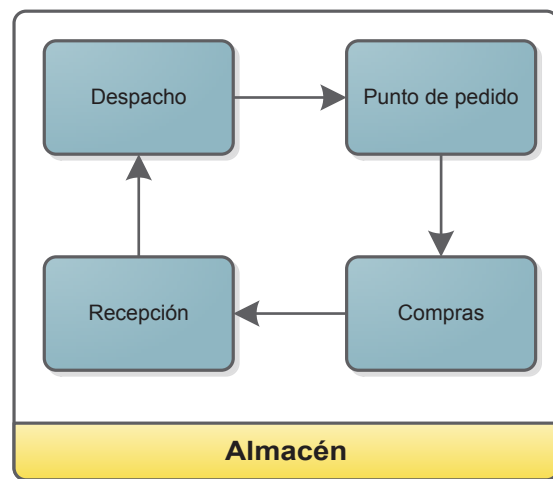 Despacho
Punto de pedido
Recepción
Compras
Almacén